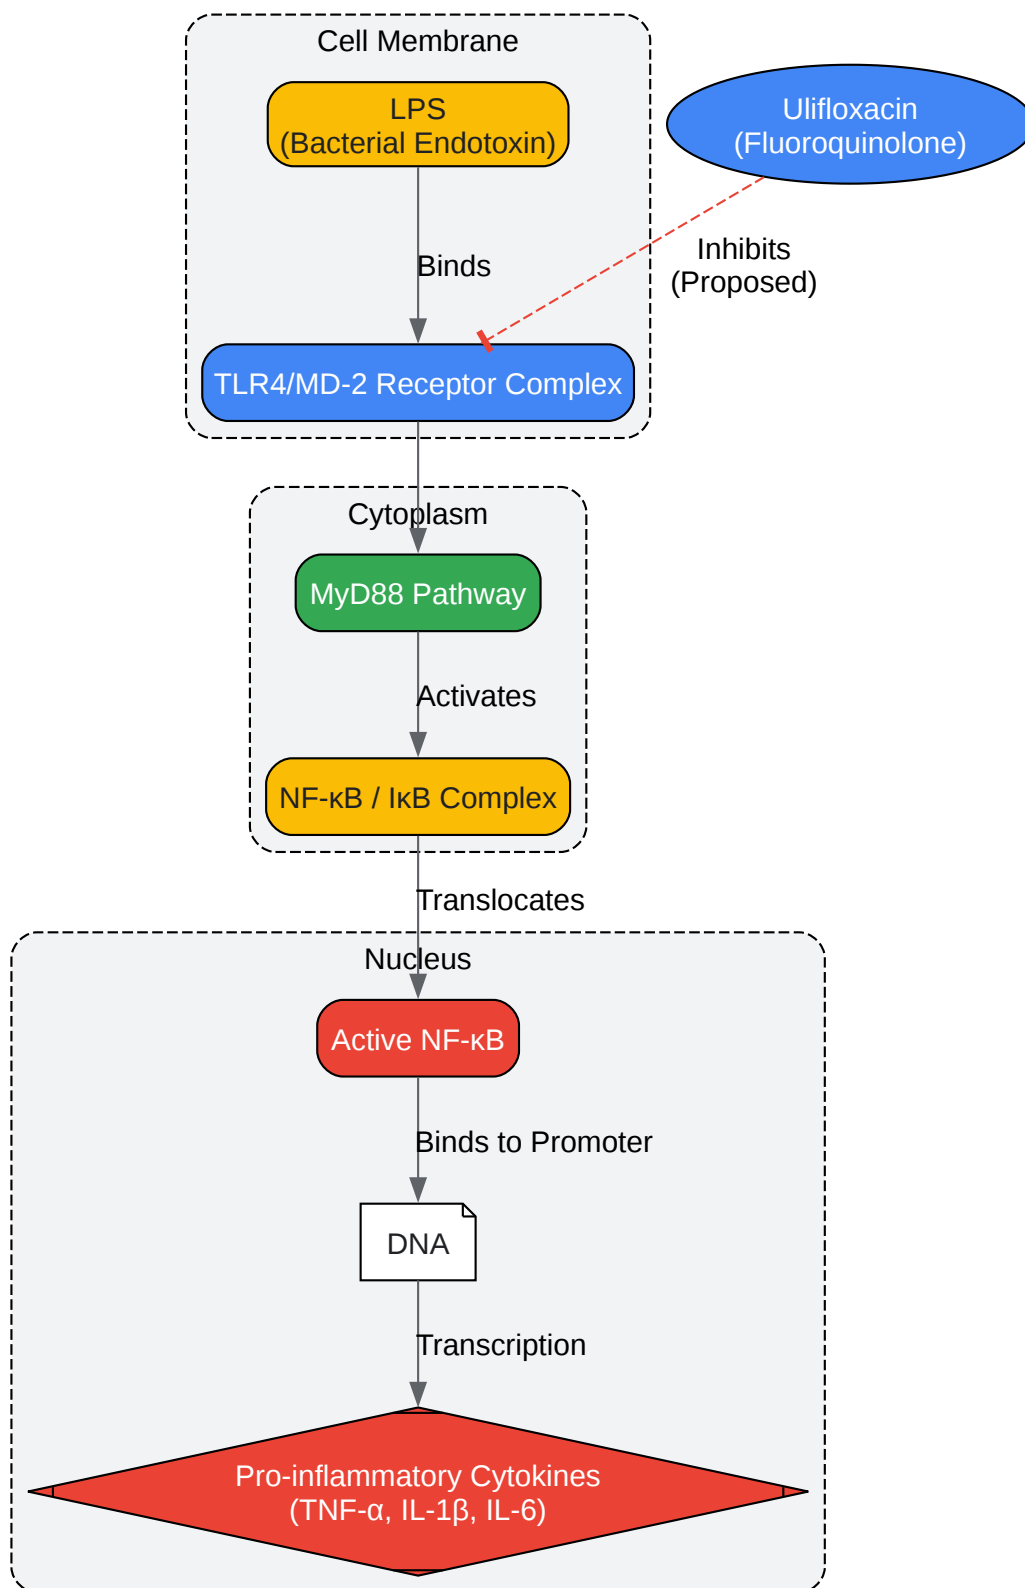 Cell Membrane
LPS
(Bacterial Endotoxin)
Ulifloxacin
(Fluoroquinolone)
Binds
Inhibits
(Proposed)
TLR4/MD-2 Receptor Complex
Cytoplasm
MyD88 Pathway
Activates
NF-κB / IκB Complex
Translocates
Nucleus
Active NF-κB
Binds to Promoter
DNA
Transcription
Pro-inflammatory Cytokines
(TNF-α, IL-1β, IL-6)